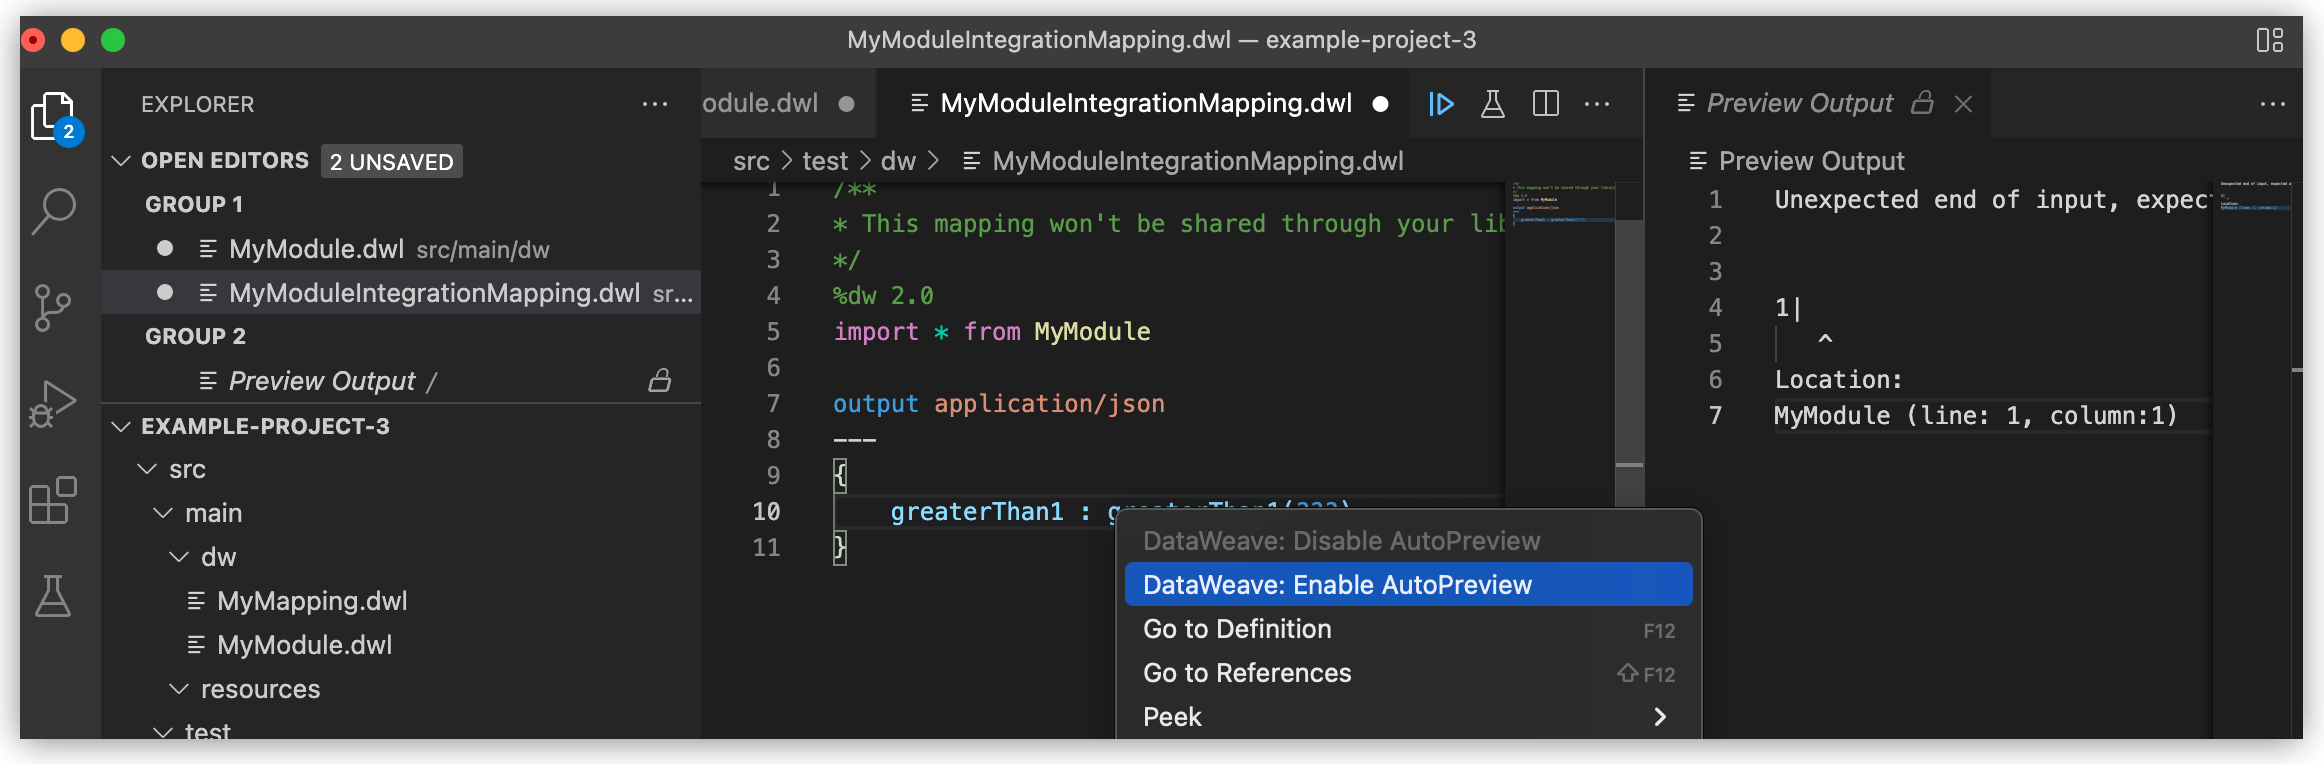 MyModuleIntegrationMapping.dwl — example-project-3
EXPLORER
2
OPEN EDITORS 2 UNSAVED
GROUP 1
MyModule.dwl src/main/dw
MyModuleIntegrationMapping.dwl sr...
GROUP 2
Preview Output /
EXAMPLE-PROJECT-3
src
main
dw
MyMapping.dwl
MyModule.dwl
resources
test
odule.dwl
MyModuleIntegrationMapping.dwl
src > test > dw > MyModuleIntegrationMapping.dwl
1 /**
2 * This mapping won't be shared through your lib
3 */
4 %dw 2.0
5 import * from MyModule
6
7 output application/json
8 ---
9 {
10 greaterThan1 : greaterThan1(222)
11 }
DataWeave: Disable AutoPreview
DataWeave: Enable AutoPreview
Go to Definition F12
Go to References ⇧F12
Peek >
Preview Output
Preview Output
1 Unexpected end of input, expec
2
3
4 1|
5 ^
6 Location:
7 MyModule (line: 1, column:1)